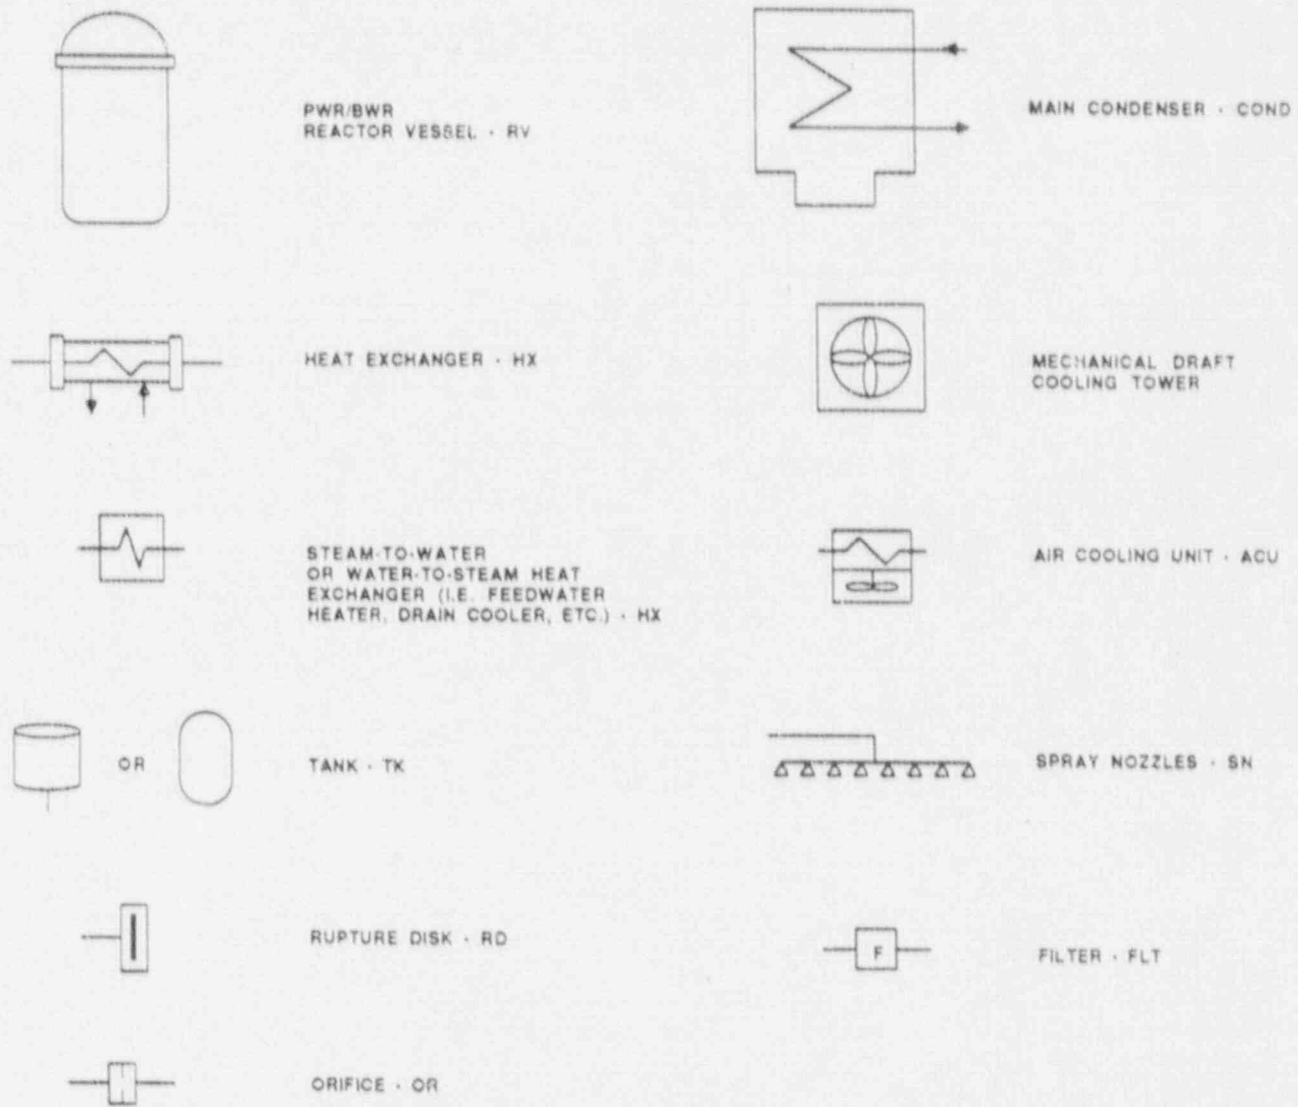 PWR/BWR
REACTOR VESSEL - RV
MAIN CONDENSER - COND
HEAT EXCHANGER - HX
MECHANICAL DRAFT
COOLING TOWER
STEAM-TO-WATER
OR WATER-TO-STEAM HEAT
EXCHANGER (I.E. FEEDWATER
HEATER, DRAIN COOLER, ETC.) - HX
AIR COOLING UNIT - ACU
OR
TANK - TK
SPRAY NOZZLES - SN
RUPTURE DISK - RD
F
FILTER - FLT
ORIFICE - OR